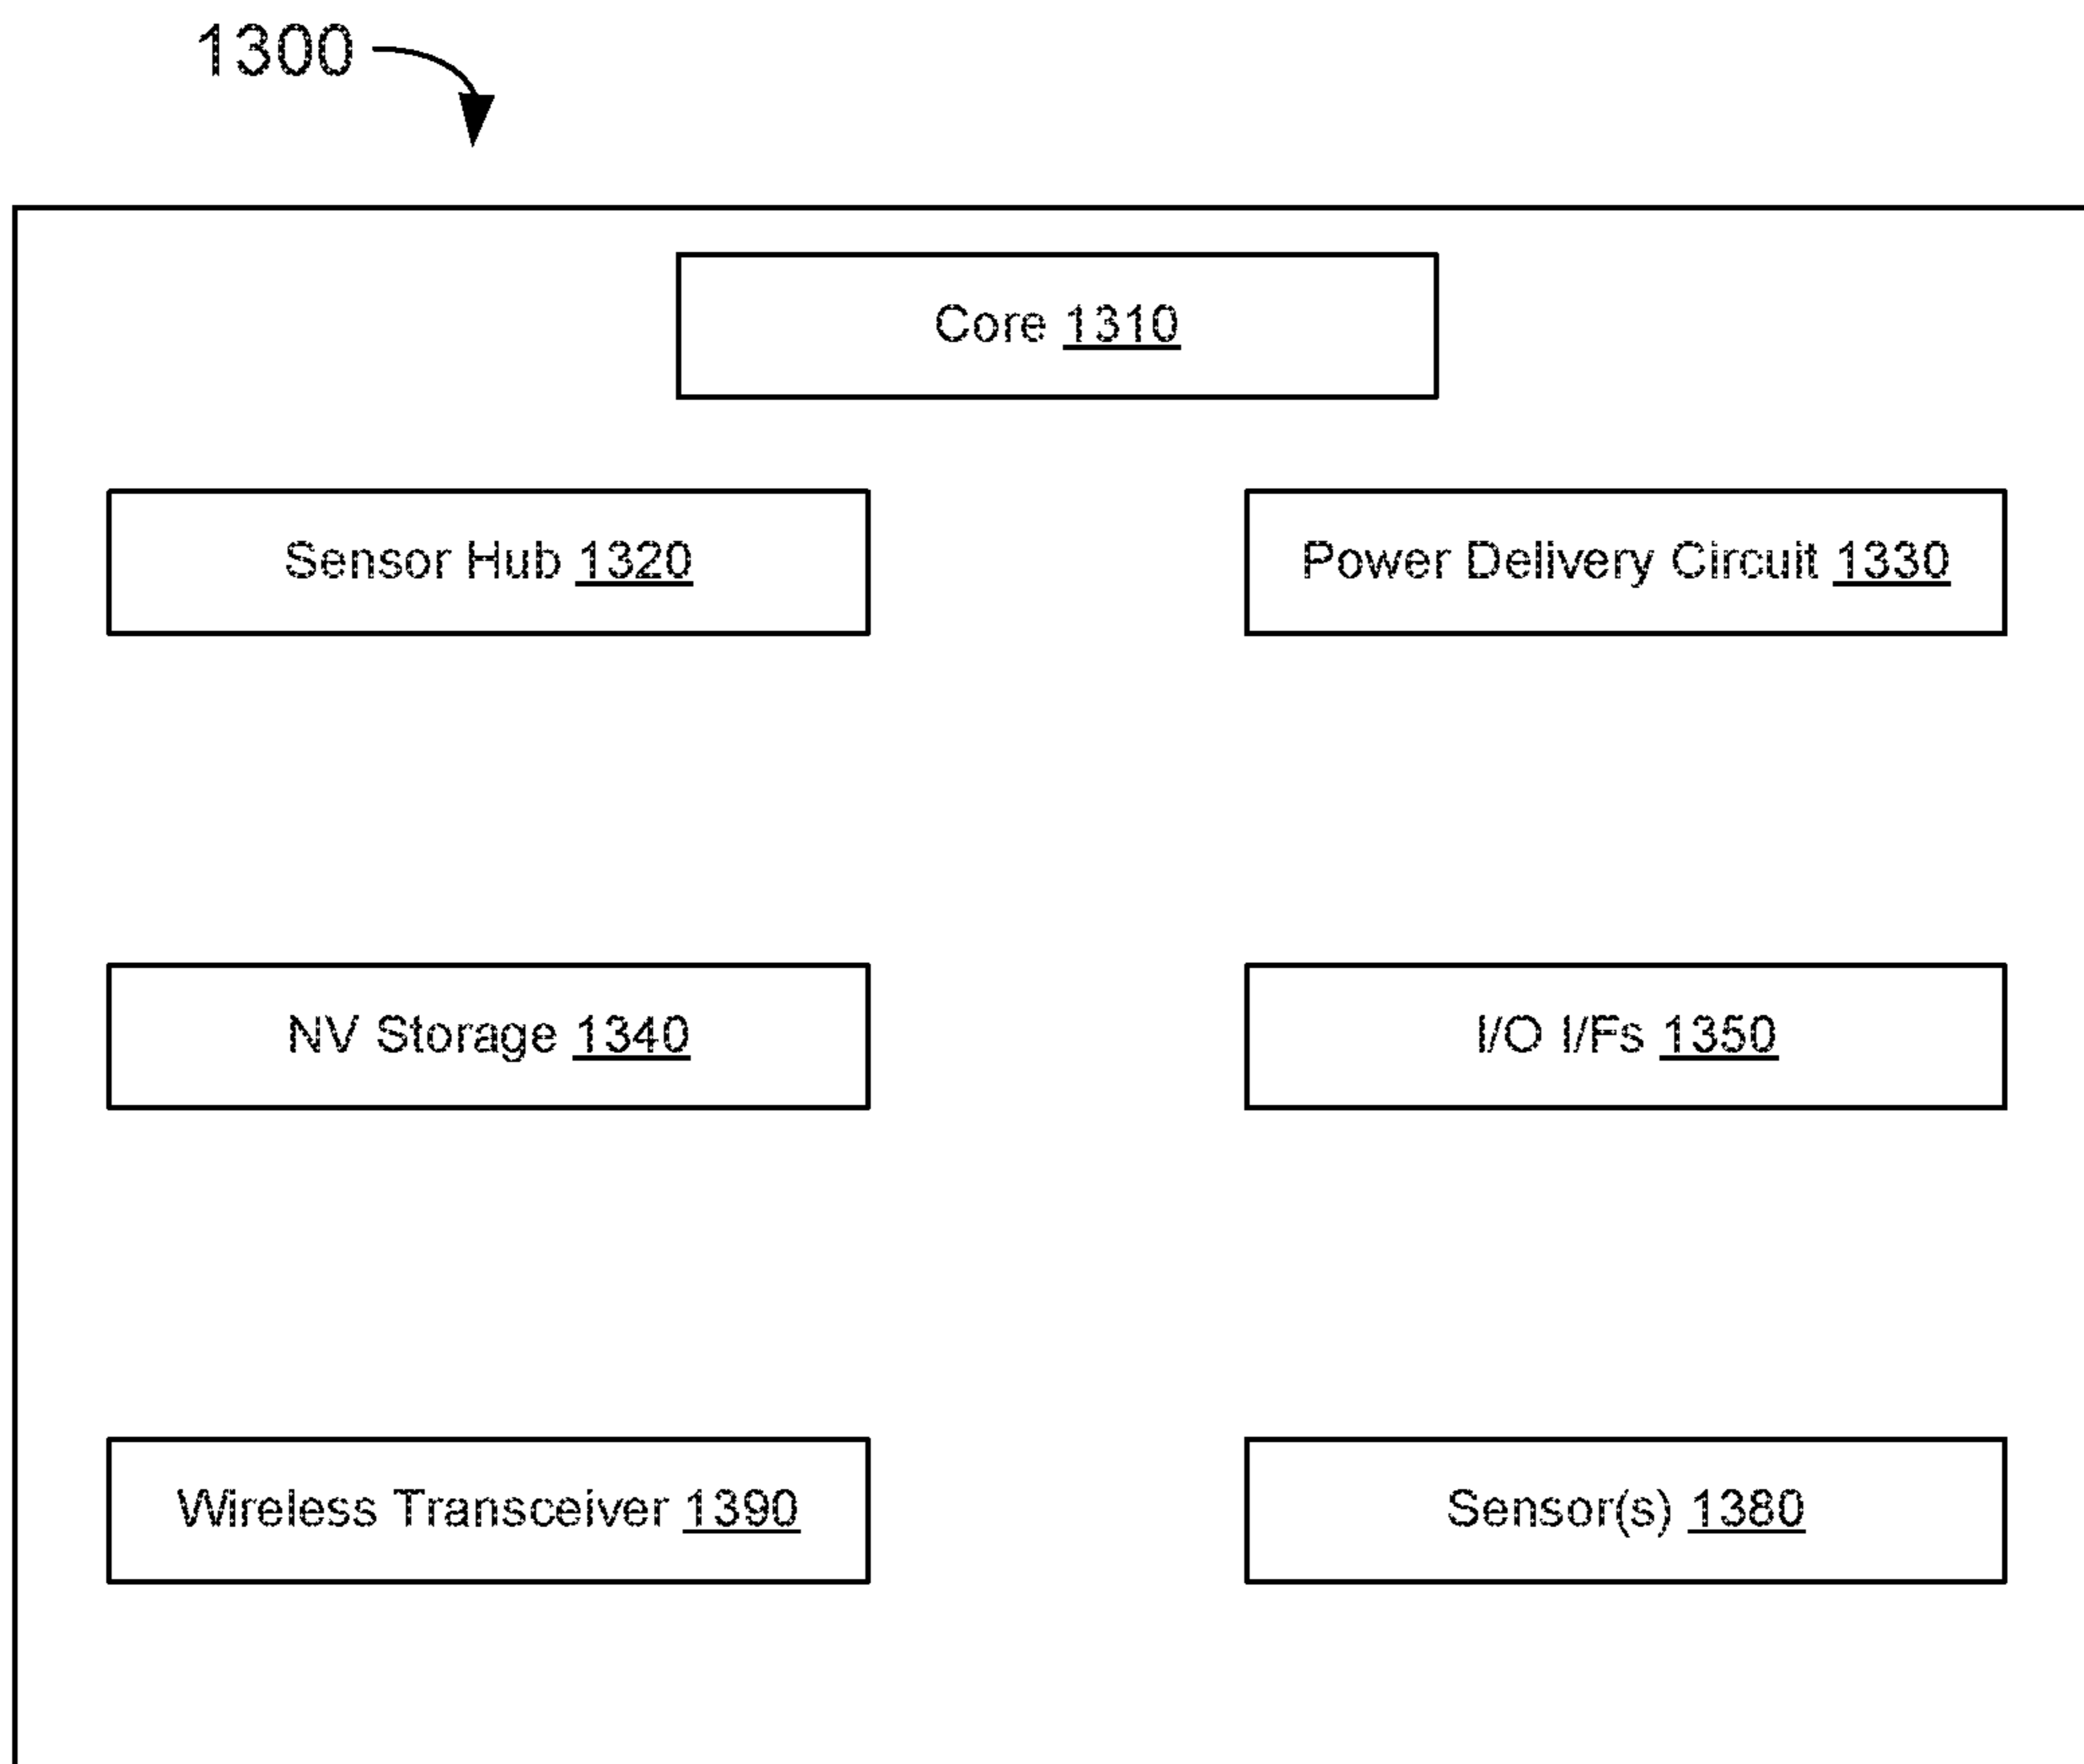 1300
Core 1310
Sensor Hub 1320
Power Delivery Circuit 1330
NV Storage 1340
I/O I/Fs 1350
Wireless Transceiver 1390
Sensor(s) 1380